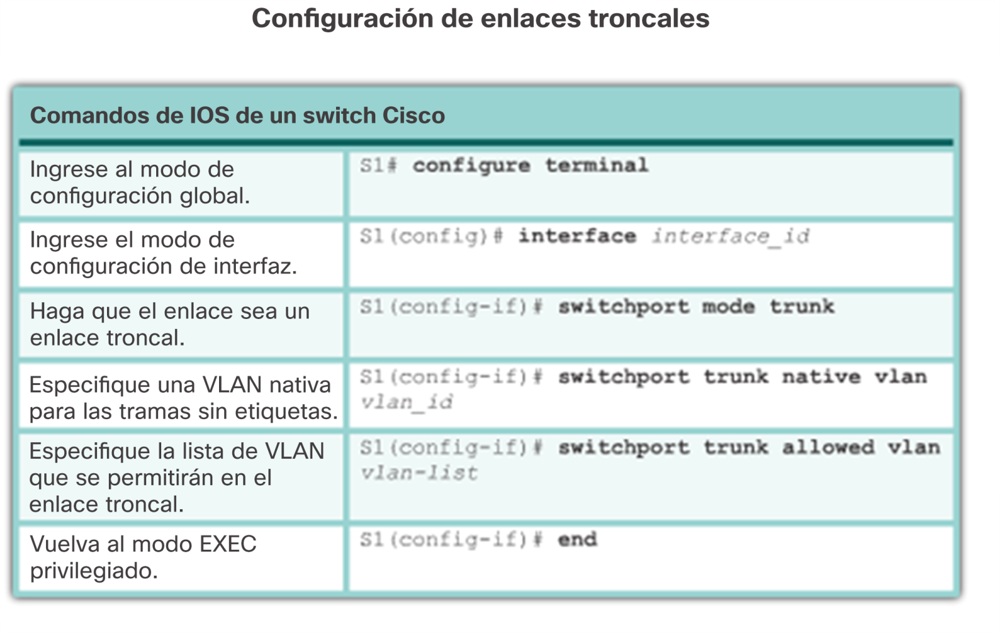 Configuración de enlaces troncales
Comandos de IOS de un switch Cisco
Ingrese al modo de
configuración global.
S1# configure terminal
Ingrese el modo de
configuración de interfaz.
S1(config)# interface interface_id
Haga que el enlace sea un
enlace troncal.
S1(config-if)# switchport mode trunk
Especifique una VLAN nativa
para las tramas sin etiquetas.
S1(config-if)# switchport trunk native vlan
vlan_id
Especifique la lista de VLAN
que se permitirán en el
enlace troncal.
S1(config-if)# switchport trunk allowed vlan
vlan-list
Vuelva al modo EXEC
privilegiado.
S1(config-if)# end